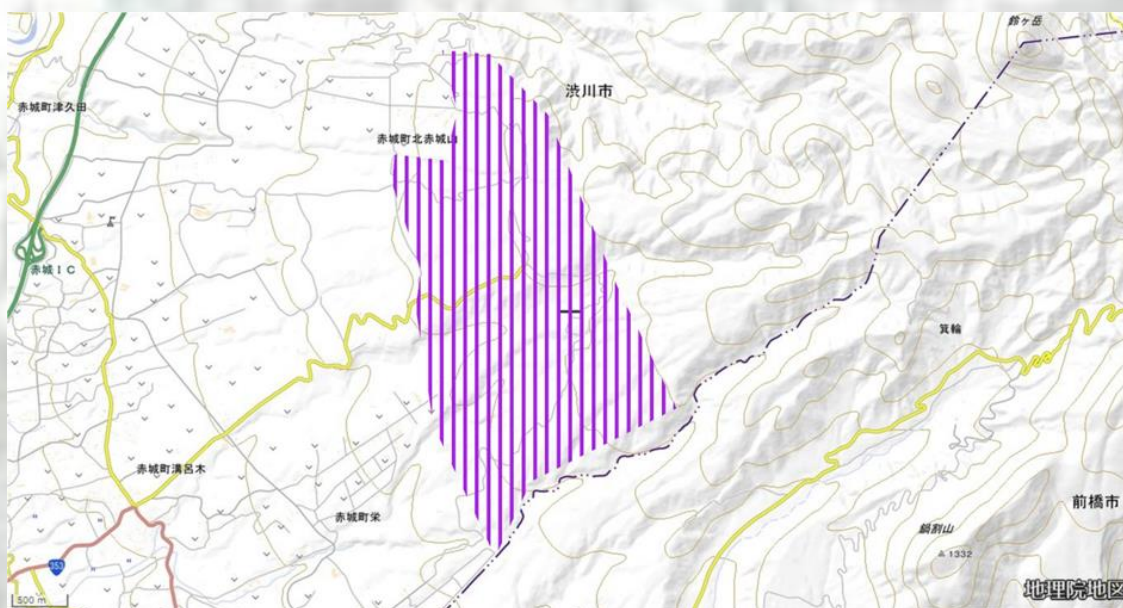 鈴ヶ岳
渋川市
赤城町津久田
赤城町北赤城山
赤城IC
箕輪
赤城町溝呂木
赤城町栄
前橋市
鍋割山
1332
353
500 m
地理院地図